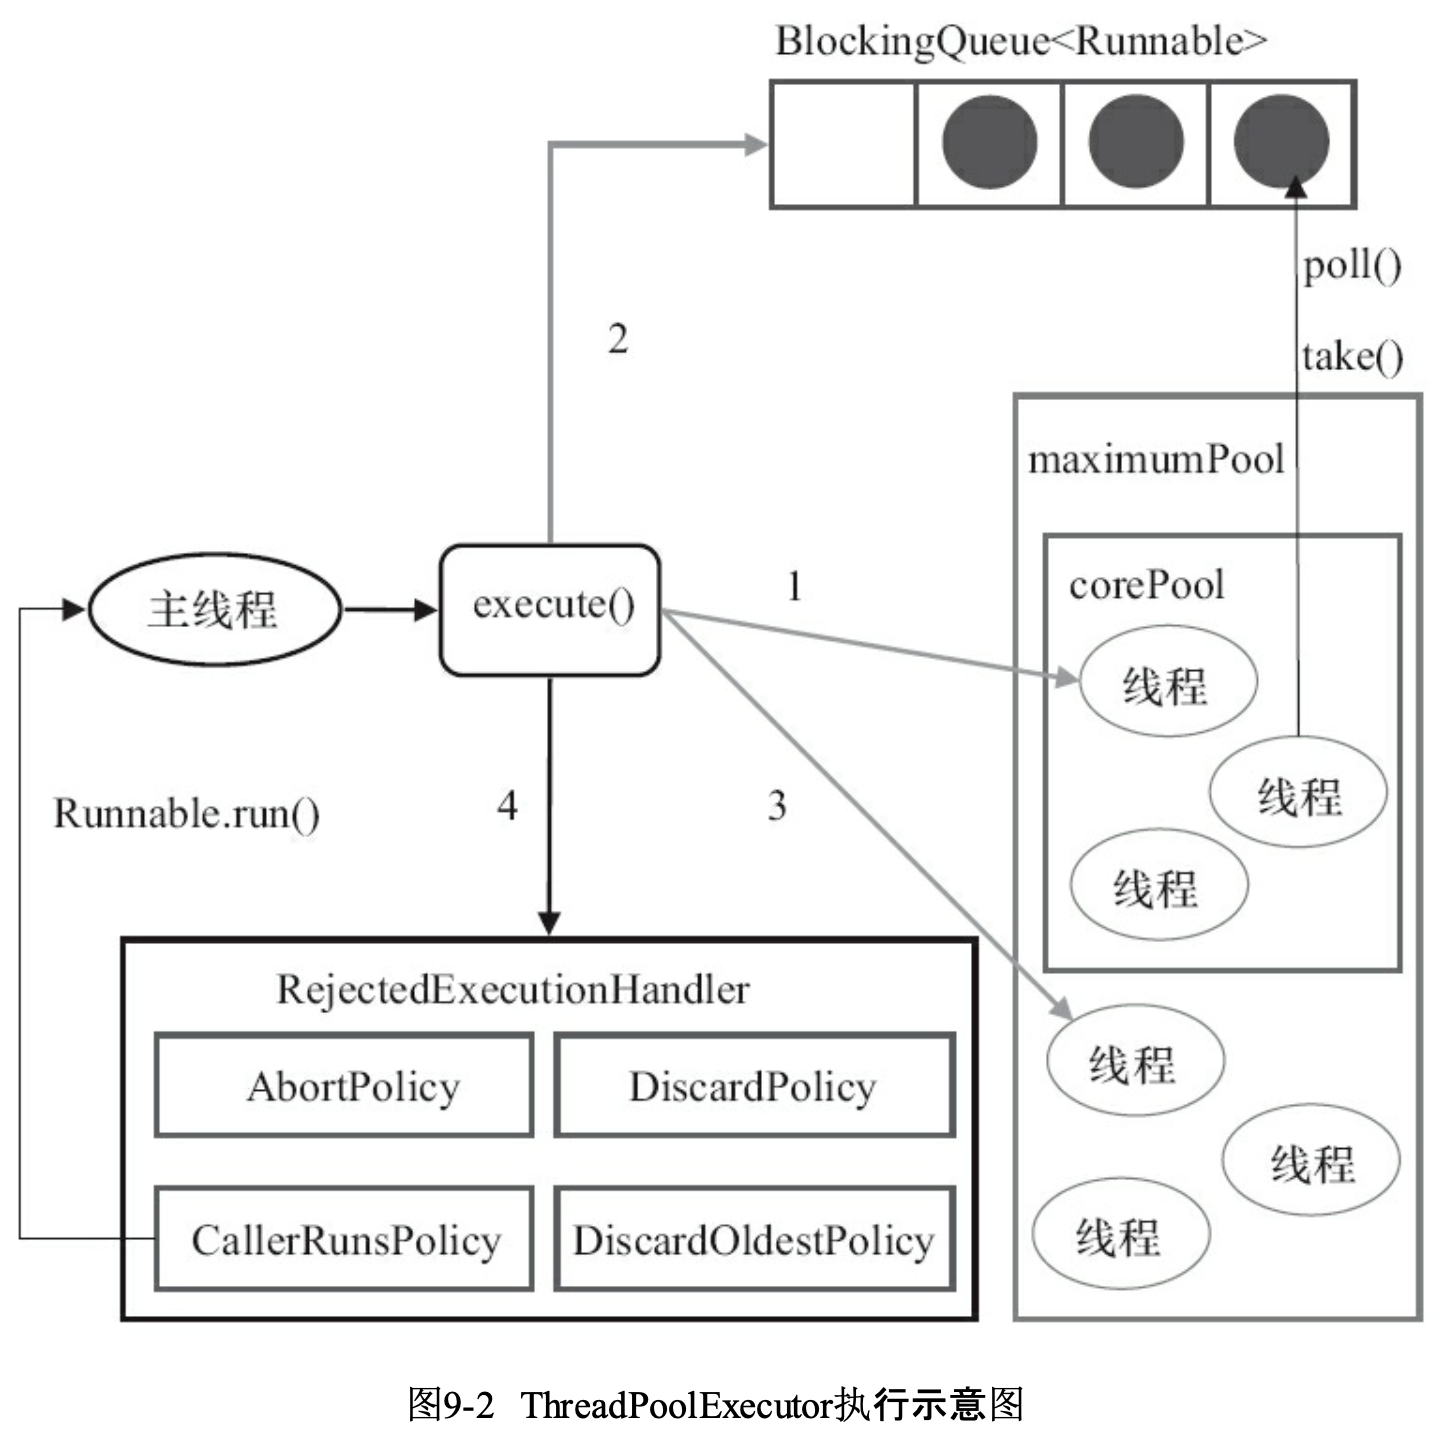 BlockingQueue<Runnable>
poll()
2
take()
maximumPool
主线程
execute()
1
corePool
线程
线程
Runnable.run()
4
3
线程
RejectedExecutionHandler
AbortPolicy
DiscardPolicy
线程
线程
CallerRunsPolicy
DiscardOldestPolicy
线程
图9-2 ThreadPoolExecutor执行示意图